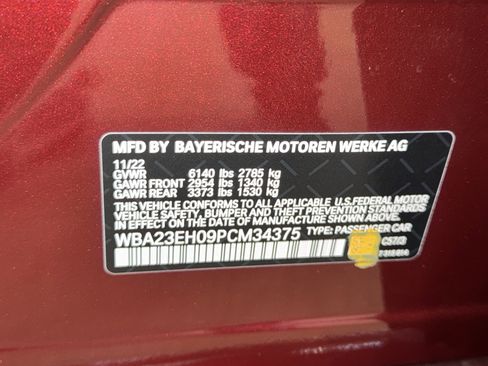 MFD BY BAYERISCHE MOTOREN WERKE AG
11/22
GVWR 6140 lbs 2785 kg
GAWR FRONT 2954 lbs 1340 kg
GAWR REAR 3373 lbs 1530 kg
THIS VEHICLE CONFORMS TO ALL APPLICABLE U.S.FEDERAL MOTOR
VEHICLE SAFETY, BUMPER, AND THEFT PREVENTION STANDARDS
IN EFFECT ON THE DATE OF MANUFACTURE SHOWN ABOVE.
WBA23EH09PCM34375 TYPE: PASSENGER CAR